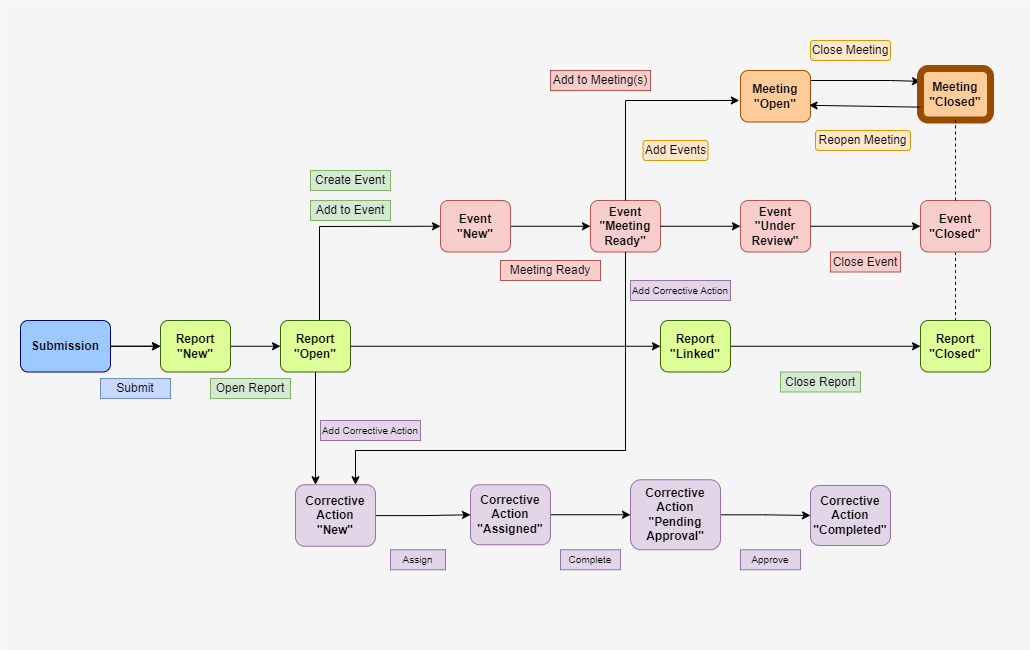 Close Meeting
Add to Meeting(s)
Meeting
"Open"
Meeting
"Closed"
Reopen Meeting
Add Events
Create Event
Add to Event
Event
"New"
Event
"Meeting
Ready"
Event
"Under
Review"
Event
"Closed"
Meeting Ready
Close Event
Add Corrective Action
Submission
Report
"New"
Report
"Open"
Report
"Linked"
Report
"Closed"
Submit
Open Report
Close Report
Add Corrective Action
Corrective
Action
"New"
Corrective
Action
"Assigned"
Corrective
Action
"Pending
Approval"
Corrective
Action
"Completed"
Assign
Complete
Approve